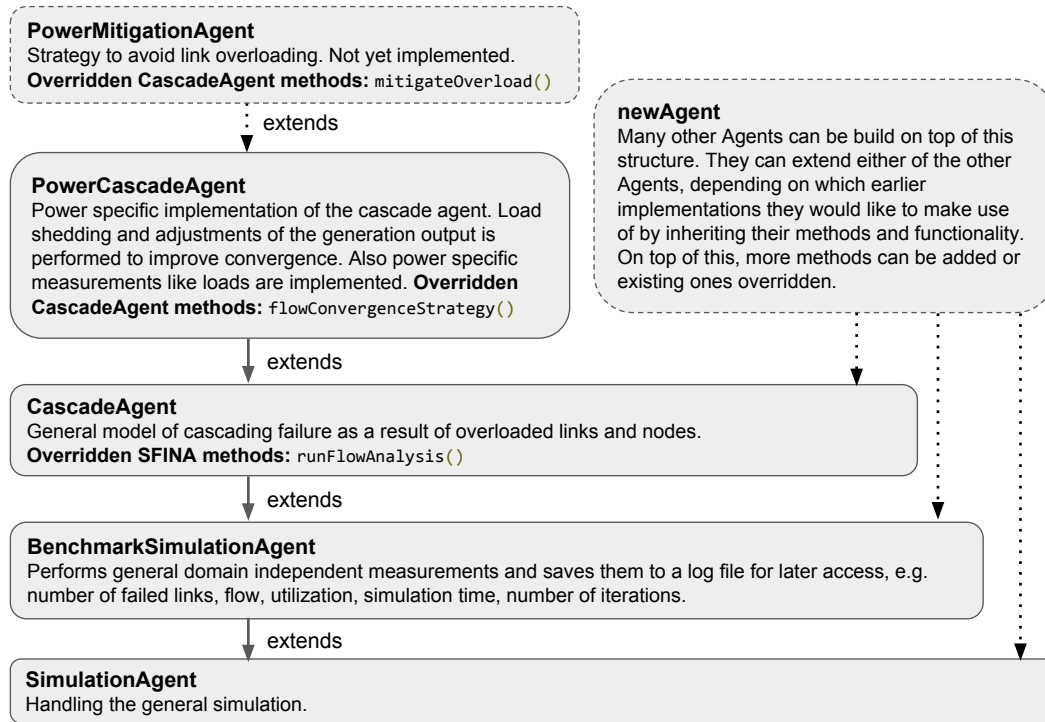 PowerMitigationAgent
Strategy to avoid link overloading. Not yet implemented.
Overridden CascadeAgent methods: mitigateOverload()
extends
newAgent
Many other Agents can be build on top of this
structure. They can extend either of the other
Agents, depending on which earlier
implementations they would like to make use
of by inheriting their methods and functionality.
On top of this, more methods can be added or
existing ones overridden.
PowerCascadeAgent
Power specific implementation of the cascade agent. Load
shedding and adjustments of the generation output is
performed to improve convergence. Also power specific
measurements like loads are implemented. Overridden
CascadeAgent methods: flowConvergenceStrategy()
extends
CascadeAgent
General model of cascading failure as a result of overloaded links and nodes.
Overridden SFINA methods: runFlowAnalysis()
extends
BenchmarkSimulationAgent
Performs general domain independent measurements and saves them to a log file for later access, e.g.
number of failed links, flow, utilization, simulation time, number of iterations.
extends
SimulationAgent
Handling the general simulation.